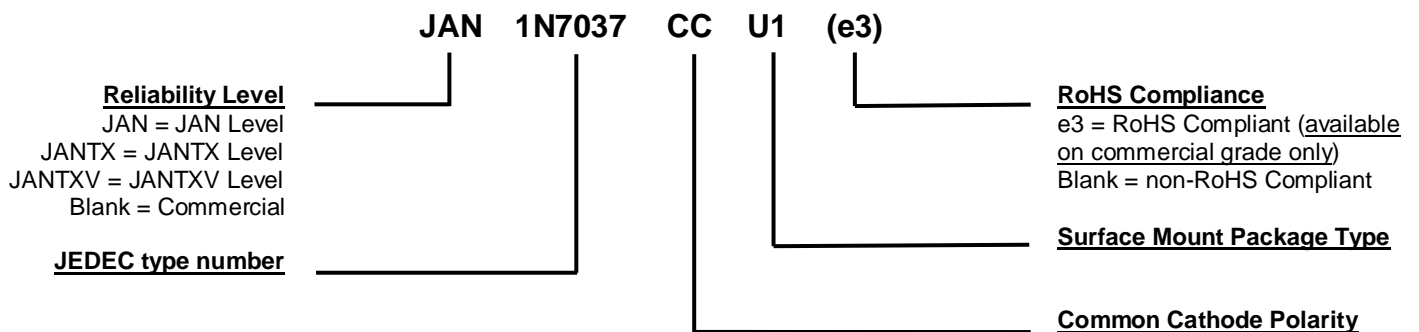 JAN 1N7037 CC U1 (e3)
Reliability Level
JAN = JAN Level
JANTX = JANTX Level
JANTXV = JANTXV Level
Blank = Commercial
JEDEC type number
RoHS Compliance
e3 = RoHS Compliant (available
on commercial grade only)
Blank = non-RoHS Compliant
Surface Mount Package Type
Common Cathode Polarity